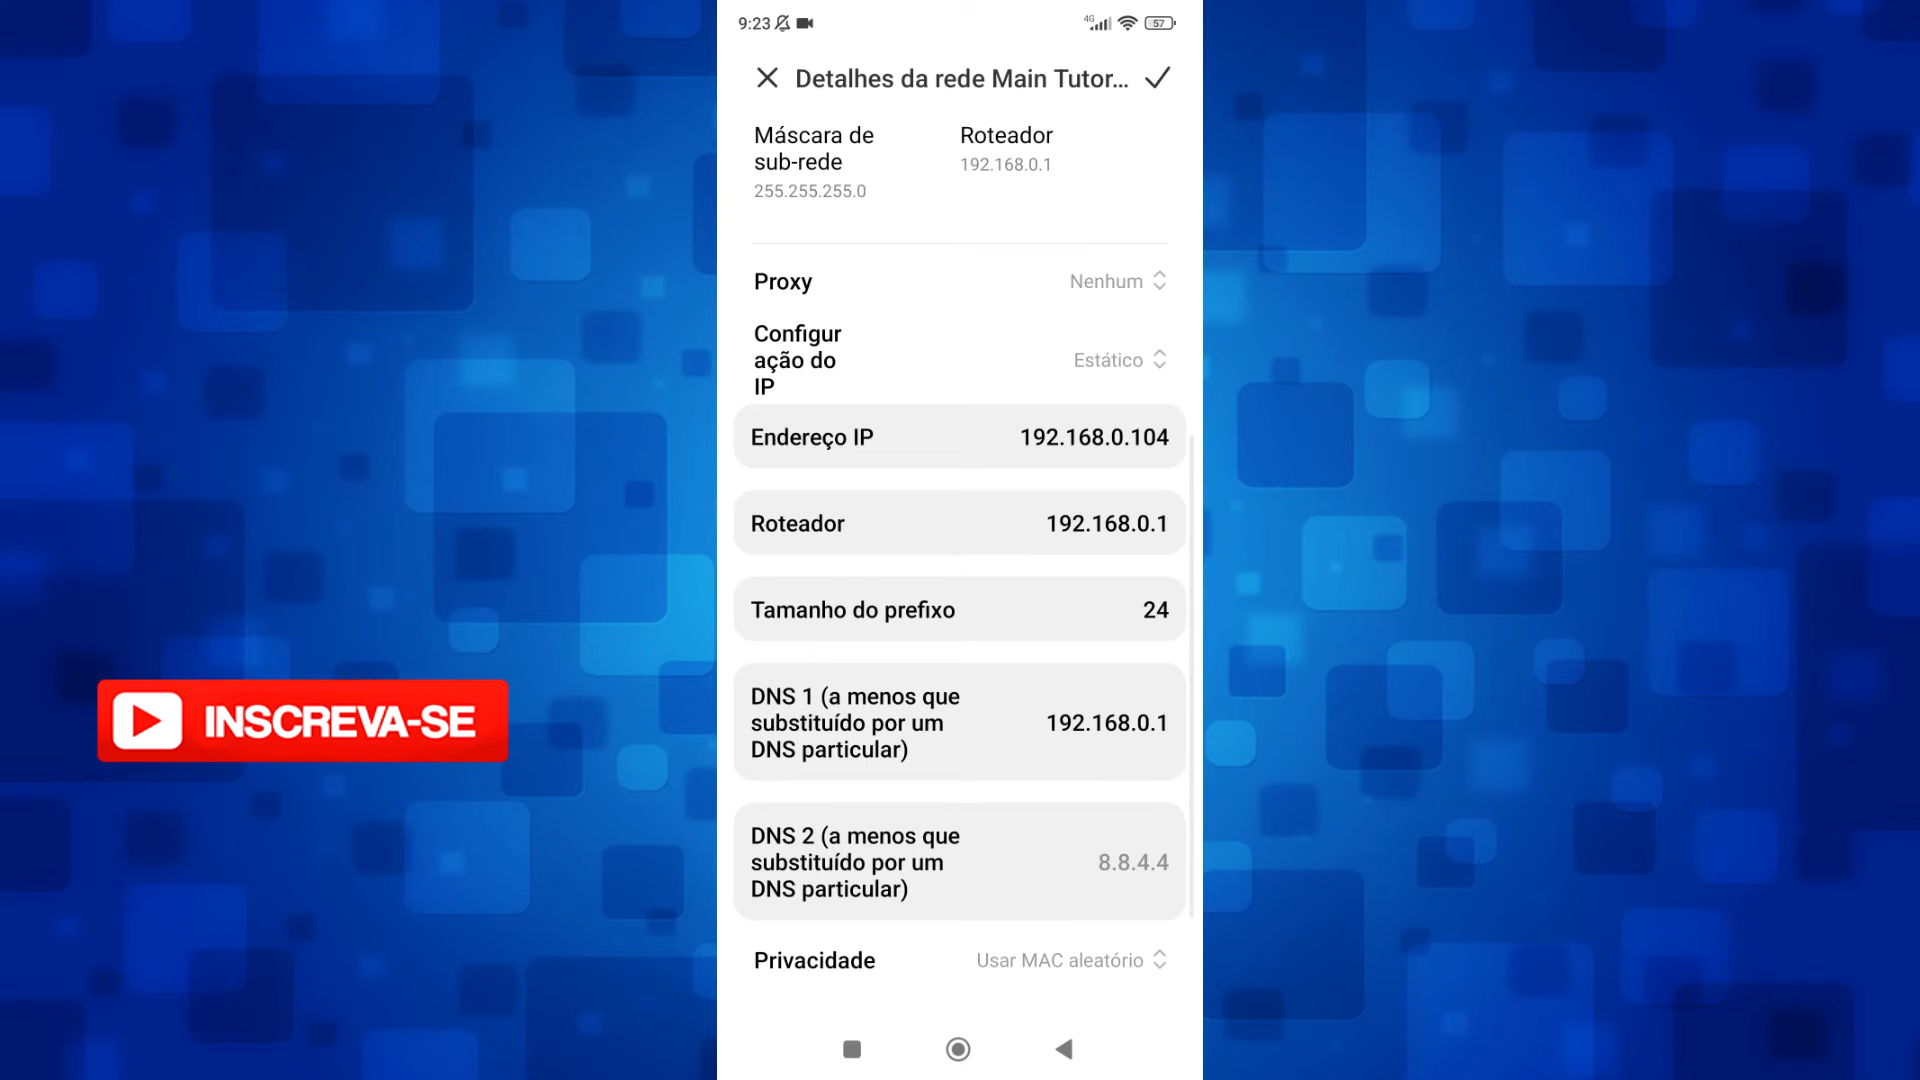 9:23
4G
57
Detalhes da rede Main Tutor...
Máscara de
sub-rede
255.255.255.0
Roteador
192.168.0.1
Proxy
Nenhum
Configur
ação do
IP
Estático
Endereço IP
192.168.0.104
Roteador
192.168.0.1
Tamanho do prefixo
24
DNS 1 (a menos que
substituído por um
DNS particular)
192.168.0.1
DNS 2 (a menos que
substituído por um
DNS particular)
8.8.4.4
Privacidade
Usar MAC aleatório
INSCREVA-SE